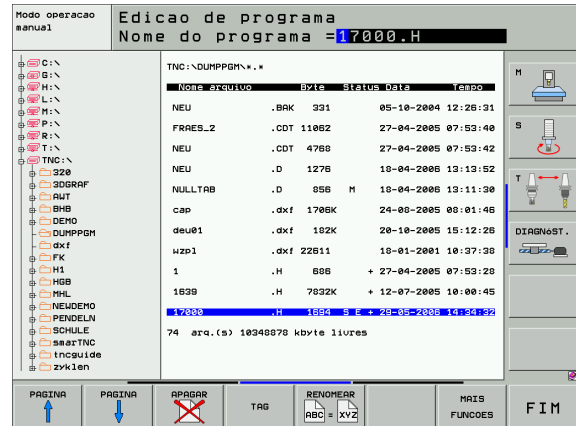 Modo operacao
manual
Edicao de programa
Nome do programa =17000.H
C:\
G:\
H:\
L:\
M:\
P:\
R:\
T:\
TNC:\
320
3DGRAF
AWT
BHB
DEMO
DUMPPGM
dxf
FK
H1
HGB
MHL
NEWDEMO
PENDELN
SCHULE
smarTNC
tncguide
zyklen
TNC:\DUMPPGM\*.*
Nome arquivo Byte Status Data Tempo
NEU .BAK 331 05-10-2004 12:26:31
FRAES_2 .CDT 11062 27-04-2005 07:53:40
NEU .CDT 4768 27-04-2005 07:53:42
NEU .D 1276 18-04-2006 13:13:52
NULLTAB .D 856 M 18-04-2006 13:11:30
cap .dxf 1706K 24-08-2005 08:01:46
deu01 .dxf 182K 20-10-2005 15:12:26
wzpl .dxf 22611 18-01-2001 10:37:38
1 .H 686 + 27-04-2005 07:53:28
1639 .H 7832K + 12-07-2005 10:00:45
17000 .H 1694 S E + 29-05-2006 14:34:32
74 arq.(s) 10348878 kbyte livres
M
S
T
DIAGNóST.
PAGINA
PAGINA
APAGAR
TAG
RENOMEAR
ABC = XYZ
MAIS
FUNCOES
FIM